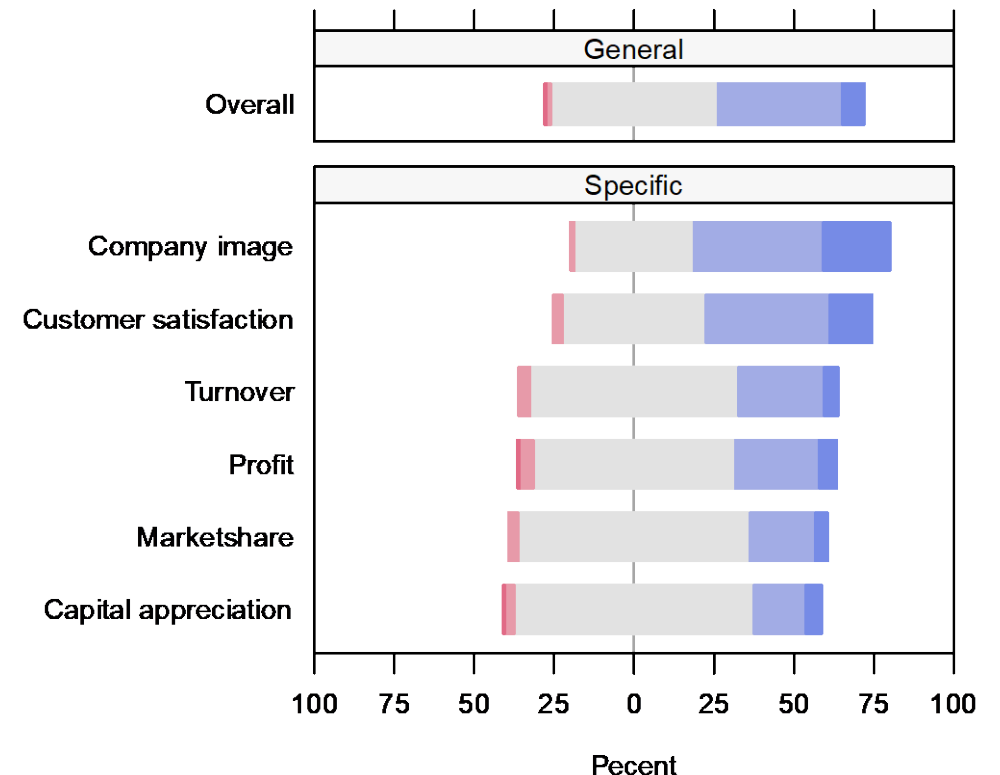 General
Overall
Specific
Company image
Customer satisfaction
Turnover
Profit
Marketshare
Capital appreciation
100 75 50 25 0 25 50 75 100
Pecent